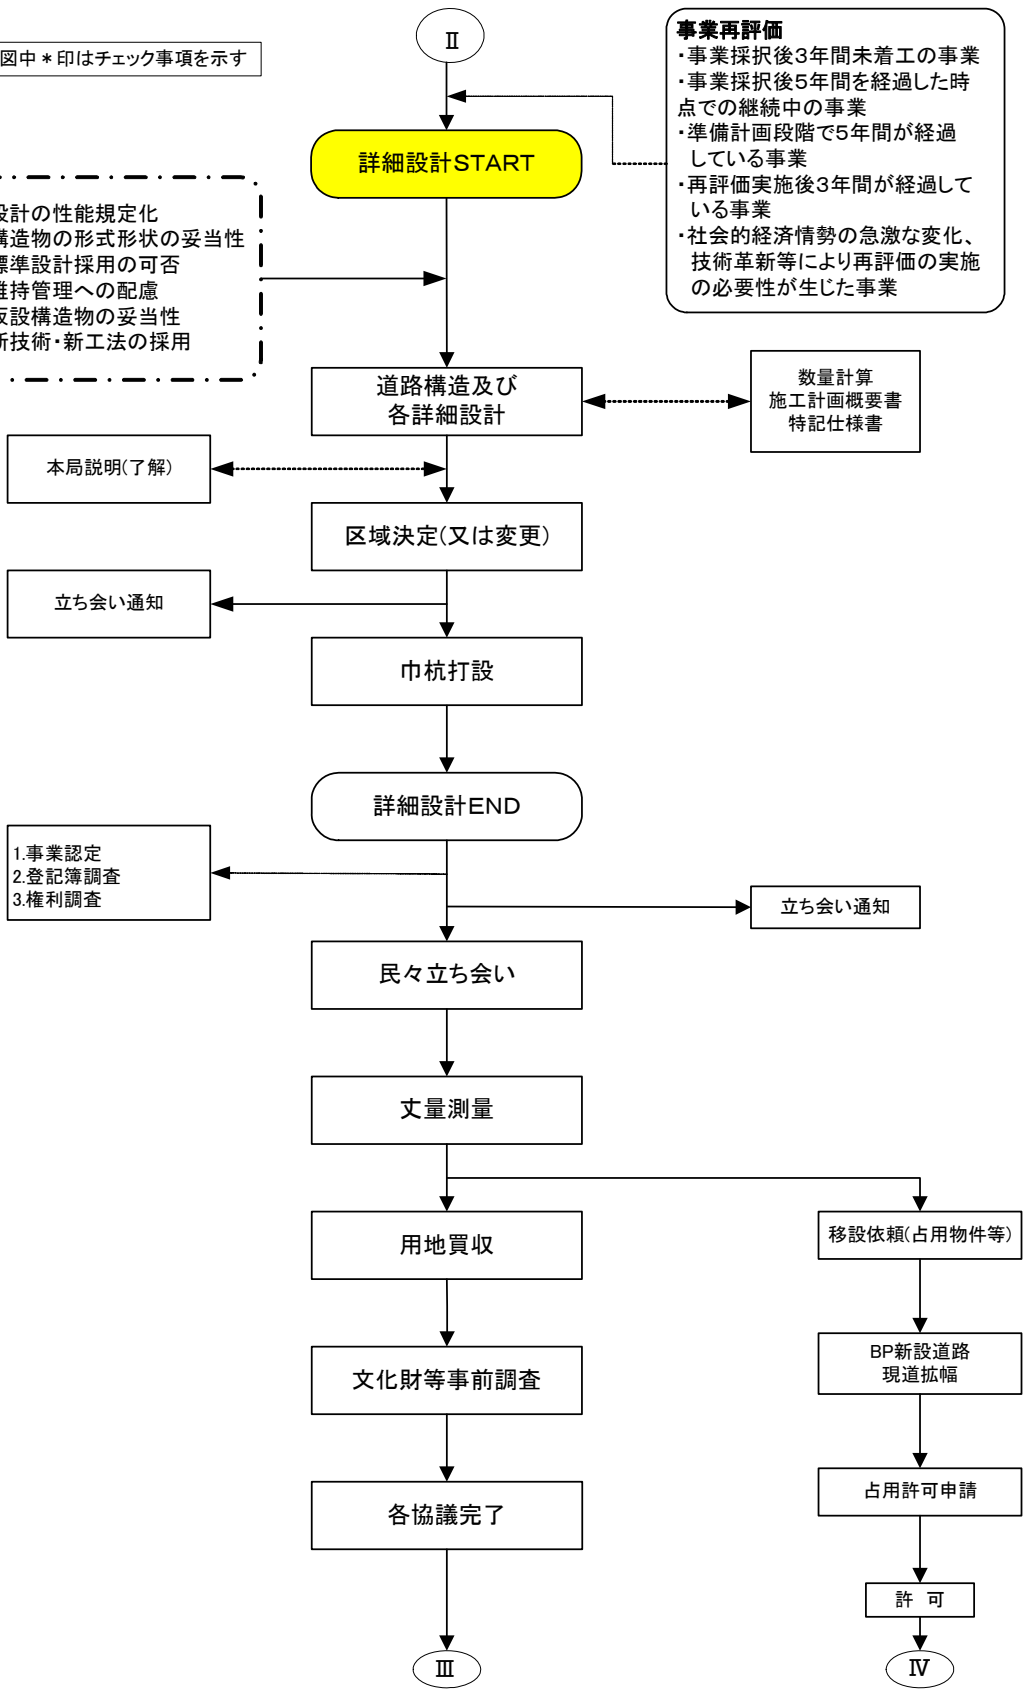 Ⅱ
図中*印はチェック事項を示す
事業再評価
・事業採択後3年間未着工の事業
・事業採択後5年間を経過した時
点での継続中の事業
・準備計画段階で5年間が経過
している事業
・再評価実施後3年間が経過して
いる事業
・社会的経済情勢の急激な変化、
技術革新等により再評価の実施
の必要性が生じた事業
詳細設計START
設計の性能規定化
構造物の形式形状の妥当性
標準設計採用の可否
維持管理への配慮
仮設構造物の妥当性
新技術・新工法の採用
道路構造及び
各詳細設計
数量計算
施工計画概要書
特記仕様書
本局説明(了解)
区域決定(又は変更)
立ち会い通知
巾杭打設
詳細設計END
1.事業認定
2.登記簿調査
3.権利調査
立ち会い通知
民々立ち会い
丈量測量
用地買収
移設依頼(占用物件等)
文化財等事前調査
BP新設道路
現道拡幅
各協議完了
占用許可申請
許 可
Ⅲ
Ⅳ